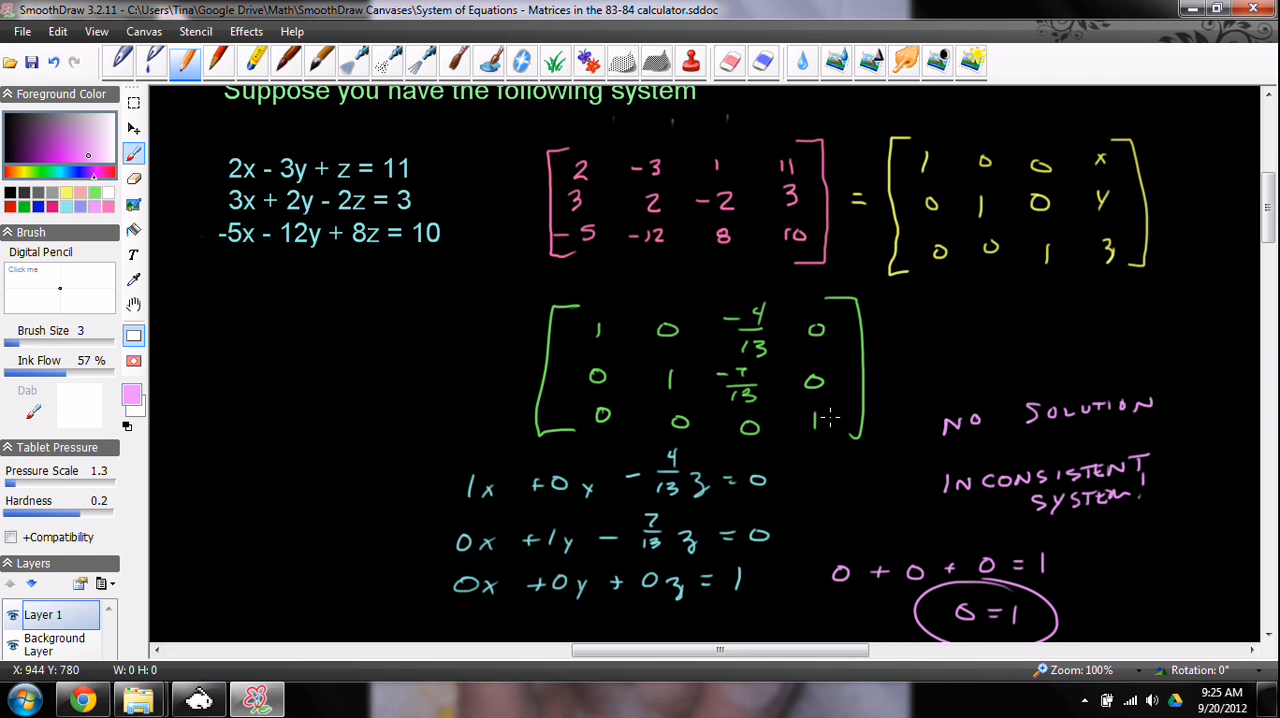 SmoothDraw 3.2.11 - C:\Users\Tina\Google Drive\Math\SmoothDraw Canvases\System of Equations - Matrices in the 83-84 calculator.sddoc
File Edit View Canvas Stencil Effects Help
Foreground Color
Brush
Digital Pencil
Click me
Brush Size 3
Ink Flow 57 %
Dab
Tablet Pressure
Pressure Scale 1.3
Hardness 0.2
+Compatibility
Layers
Layer 1
Background Layer
Suppose you have the following system
2x - 3y + z = 11
3x + 2y - 2z = 3
-5x - 12y + 8z = 10
2 -3 1 11
3 2 -2 3
-5 -12 8 10
=
1 0 0 x
0 1 0 y
0 0 1 z
1 0 -4/13 0
0 1 -7/13 0
0 0 0 1
1x +0y - 4/13 z = 0
0x +1y - 7/13 z = 0
0x +0y + 0z = 1
NO SOLUTION
INCONSISTENT
SYSTEM!
0 + 0 + 0 = 1
0 = 1
X: 944 Y: 780 W: 0 H: 0
Zoom: 100%
Rotation: 0°
9:25 AM
9/20/2012